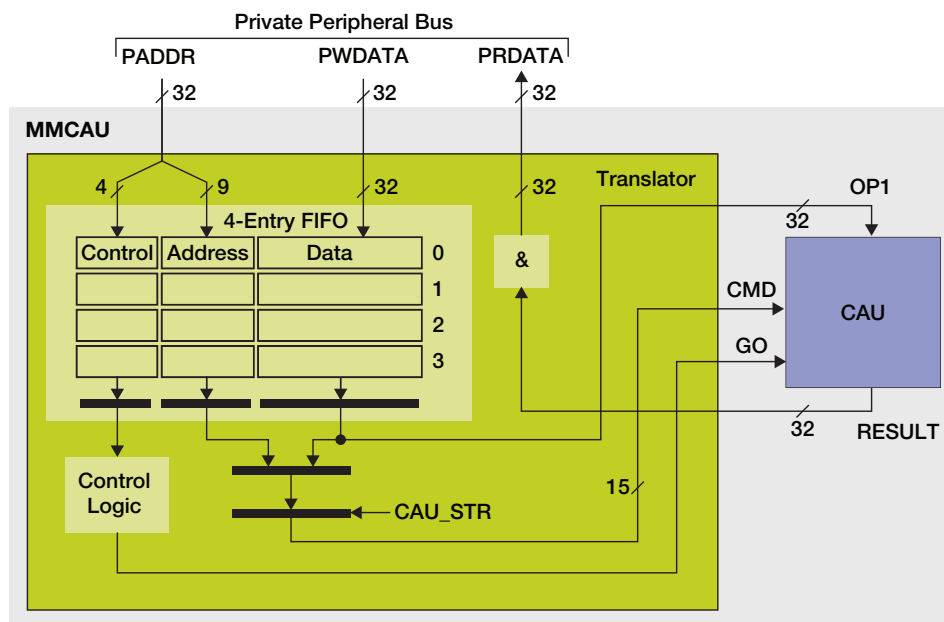 Private Peripheral Bus
PADDR PWDATA PRDATA
32 32 32
MMCAU
Translator
4 9 32 32
OP1
32
4-Entry FIFO
Control Address Data 0
&
1
CMD
2
CAU
GO
3
32
RESULT
Control
Logic
15
CAU_STR